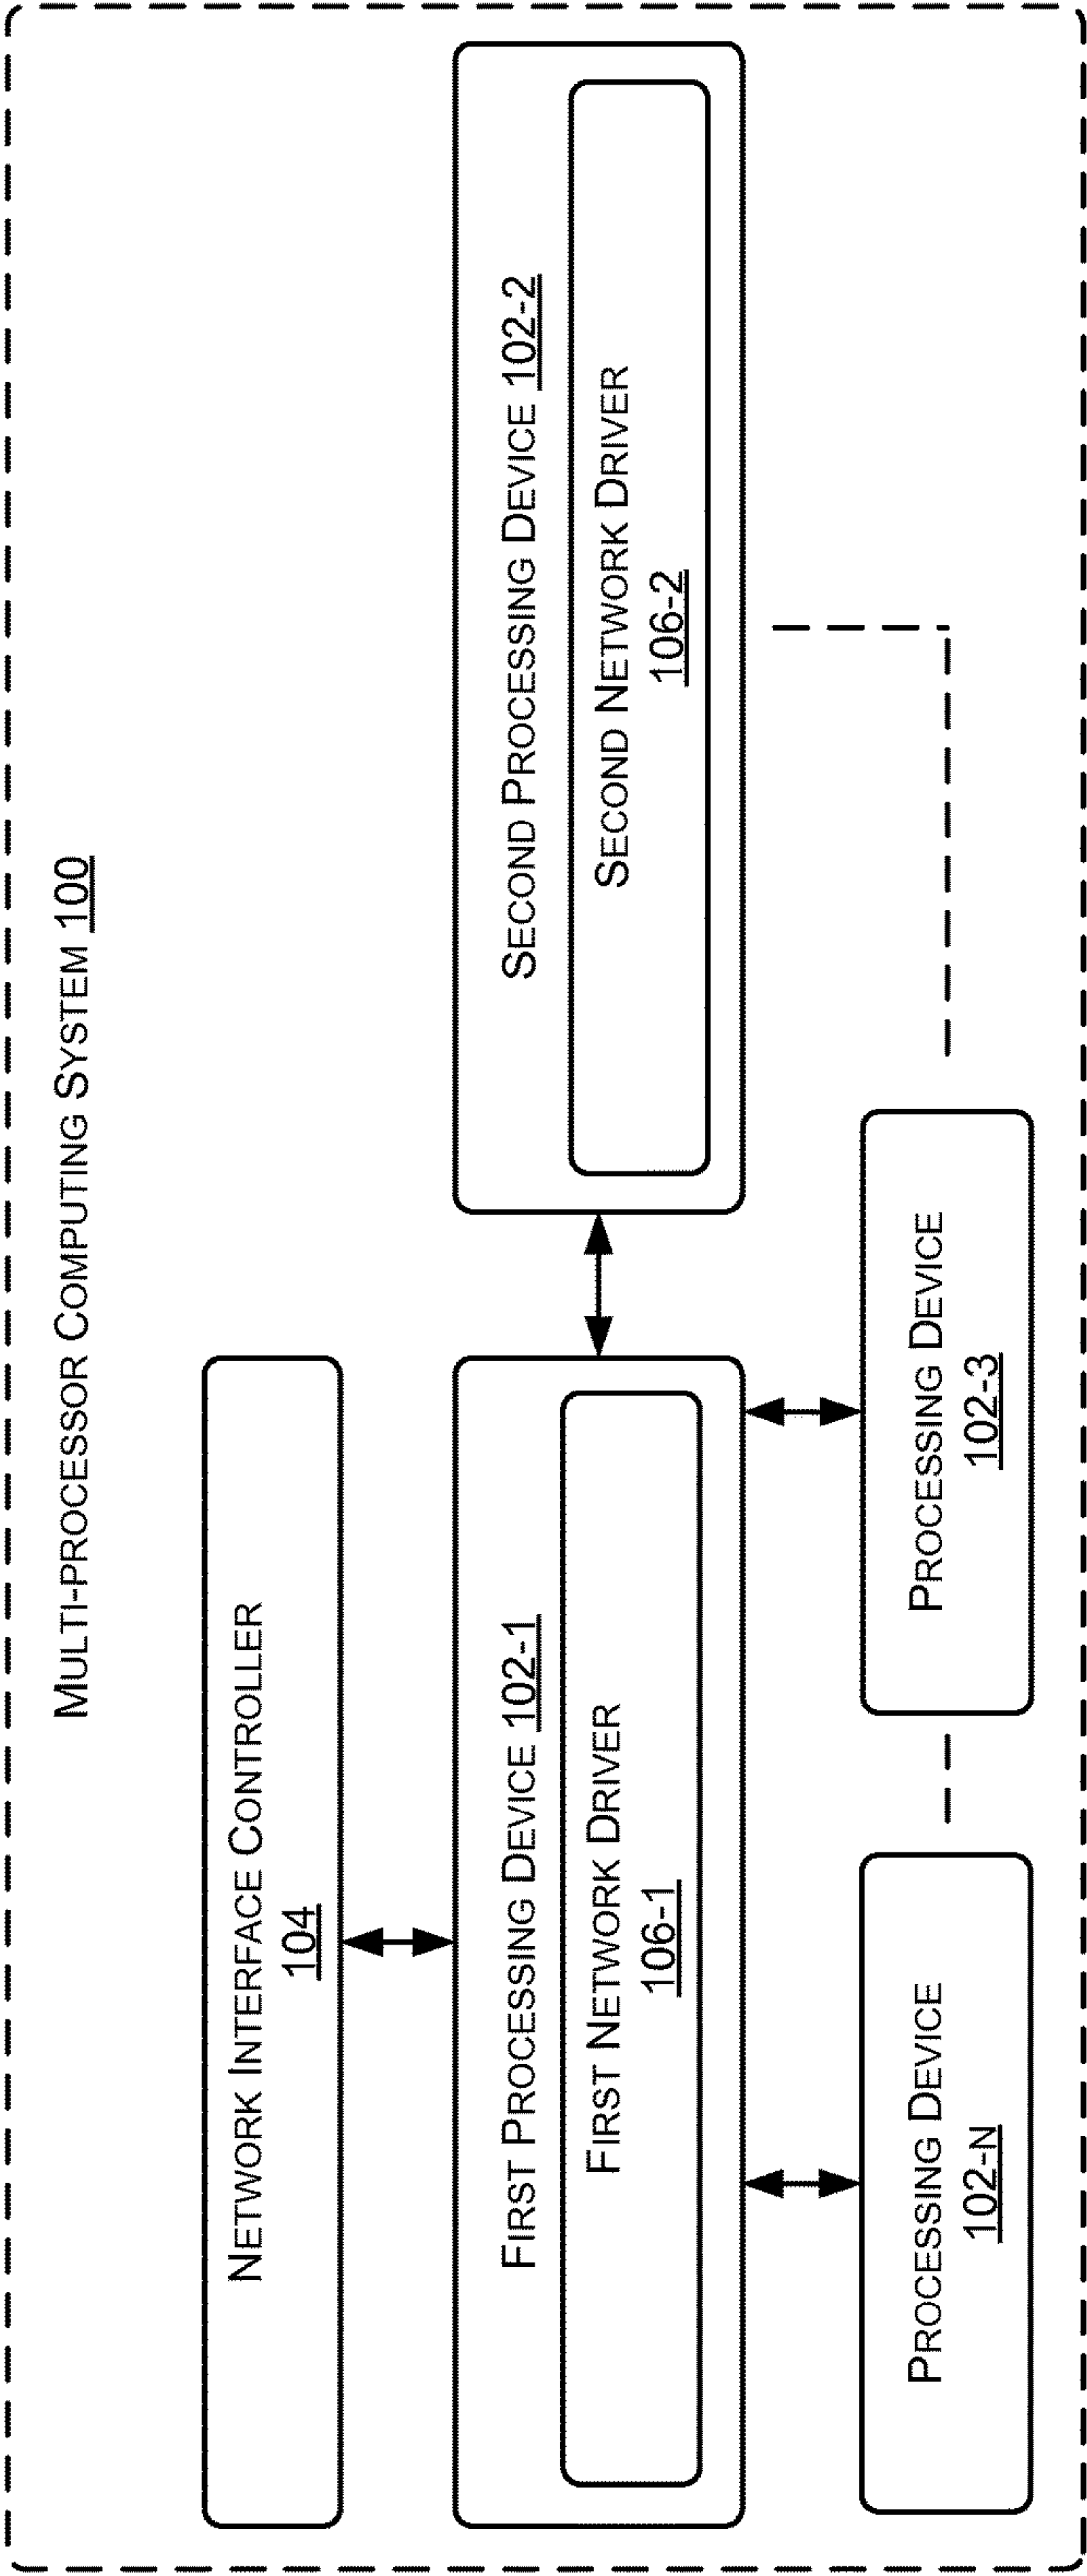 MULTI-PROCESSOR COMPUTING SYSTEM 100
NETWORK INTERFACE CONTROLLER
104
FIRST PROCESSING DEVICE 102-1
FIRST NETWORK DRIVER
106-1
SECOND PROCESSING DEVICE 102-2
SECOND NETWORK DRIVER
106-2
PROCESSING DEVICE
102-N
PROCESSING DEVICE
102-3